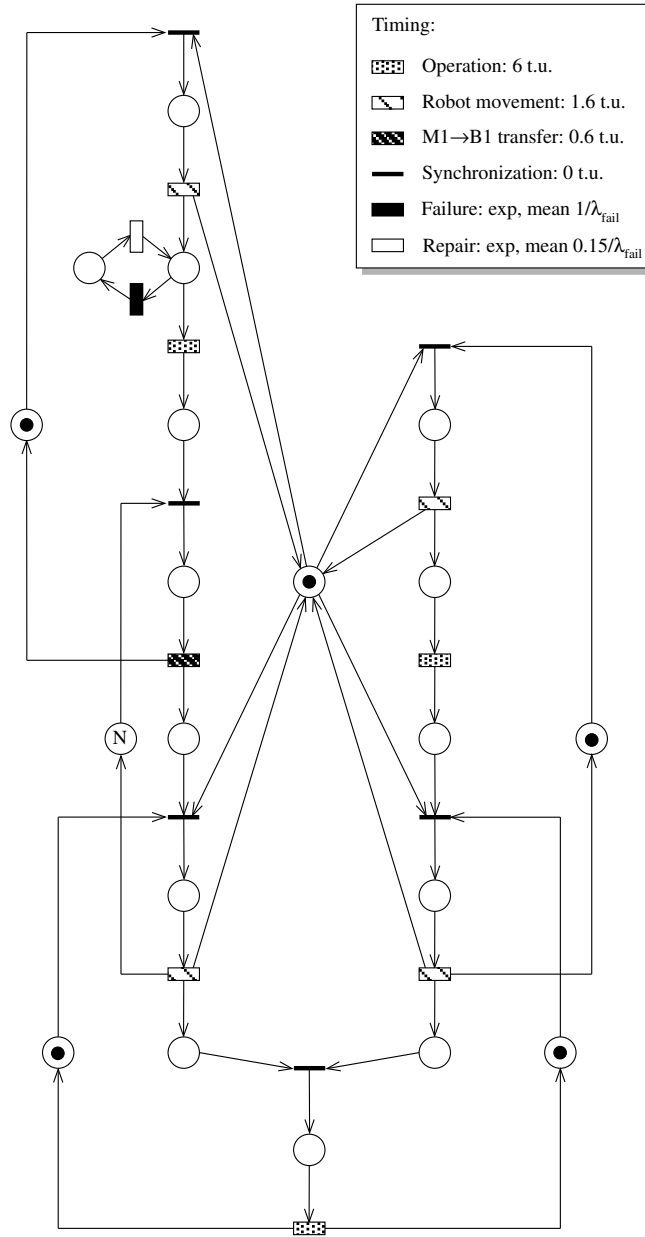 Timing:
Operation: 6 t.u.
Robot movement: 1.6 t.u.
M1→B1 transfer: 0.6 t.u.
Synchronization: 0 t.u.
Failure: exp, mean 1/λfail
Repair: exp, mean 0.15/λfail
N